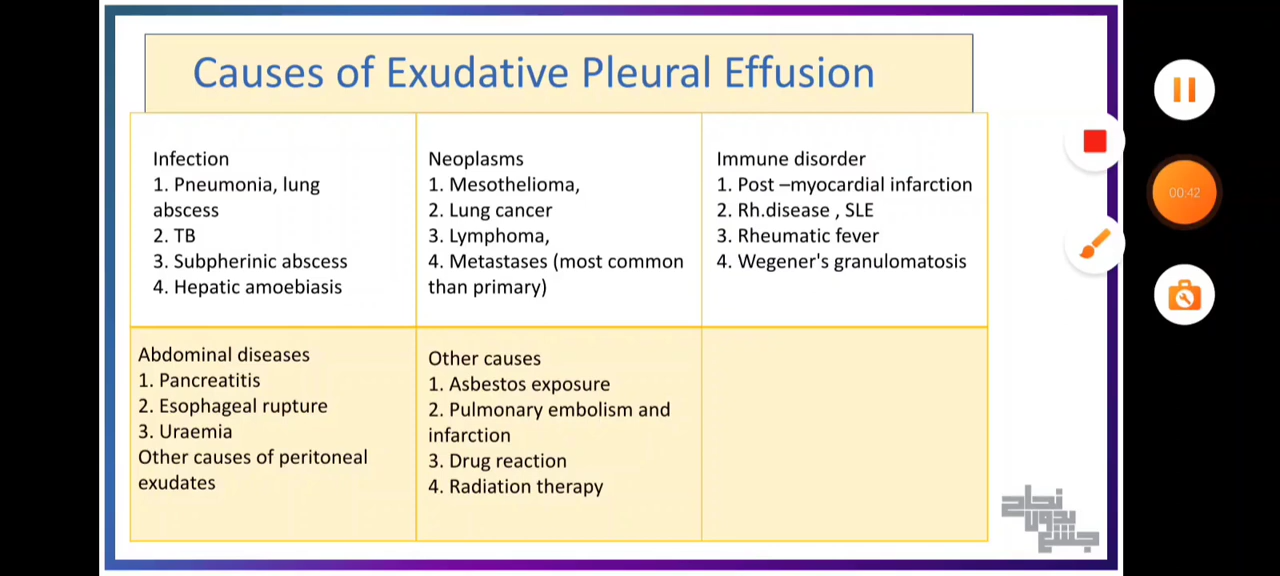 Causes of Exudative Pleural Effusion
Infection
1. Pneumonia, lung
abscess
2. TB
3. Subpherinic abscess
4. Hepatic amoebiasis
Neoplasms
1. Mesothelioma,
2. Lung cancer
3. Lymphoma,
4. Metastases (most common
than primary)
Immune disorder
1. Post –myocardial infarction
2. Rh.disease , SLE
3. Rheumatic fever
4. Wegener's granulomatosis
Abdominal diseases
1. Pancreatitis
2. Esophageal rupture
3. Uraemia
Other causes of peritoneal
exudates
Other causes
1. Asbestos exposure
2. Pulmonary embolism and
infarction
3. Drug reaction
4. Radiation therapy
00:42
نجاح
بدون
جشع